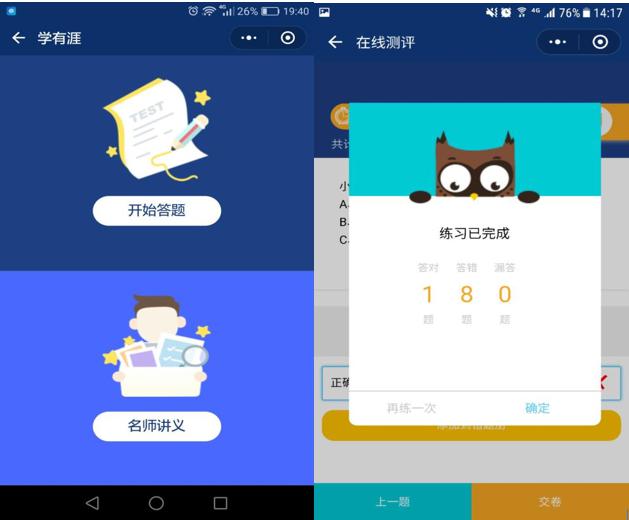 4G 26% 19:40
学有涯
TEST
开始答题
名师讲义
4G 76% 14:17
在线测评
共计
小
A.
B.
C.
练习已完成
答对 答错 漏答
1 8 0
题 题 题
正确
再练一次 确定
上一题 交卷